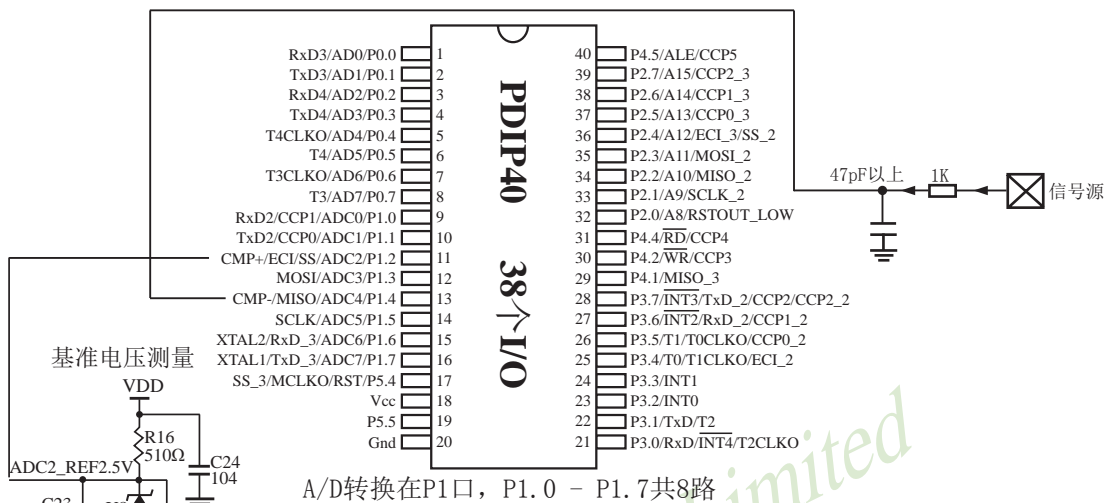 RxD3/AD0/P0.0 1
TxD3/AD1/P0.1 2
RxD4/AD2/P0.2 3
TxD4/AD3/P0.3 4
T4CLKO/AD4/P0.4 5
T4/AD5/P0.5 6
T3CLKO/AD6/P0.6 7
T3/AD7/P0.7 8
RxD2/CCP1/ADC0/P1.0 9
TxD2/CCP0/ADC1/P1.1 10
CMP+/ECI/SS/ADC2/P1.2 11
MOSI/ADC3/P1.3 12
CMP-/MISO/ADC4/P1.4 13
SCLK/ADC5/P1.5 14
XTAL2/RxD_3/ADC6/P1.6 15
XTAL1/TxD_3/ADC7/P1.7 16
SS_3/MCLKO/RST/P5.4 17
Vcc 18
P5.5 19
Gnd 20
PDIP40 38个I/O
40 P4.5/ALE/CCP5
39 P2.7/A15/CCP2_3
38 P2.6/A14/CCP1_3
37 P2.5/A13/CCP0_3
36 P2.4/A12/ECI_3/SS_2
35 P2.3/A11/MOSI_2
34 P2.2/A10/MISO_2
33 P2.1/A9/SCLK_2
32 P2.0/A8/RSTOUT_LOW
31 P4.4/RD/CCP4
30 P4.2/WR/CCP3
29 P4.1/MISO_3
28 P3.7/INT3/TxD_2/CCP2/CCP2_2
27 P3.6/INT2/RxD_2/CCP1_2
26 P3.5/T1/T0CLKO/CCP0_2
25 P3.4/T0/T1CLKO/ECI_2
24 P3.3/INT1
23 P3.2/INT0
22 P3.1/TxD/T2
21 P3.0/RxD/INT4/T2CLKO
47pF以上 1K
信号源
基准电压测量
VDD
R16
510Ω
C24
104
ADC2_REF2.5V
A/D转换在P1口，P1.0 - P1.7共8路
Limited